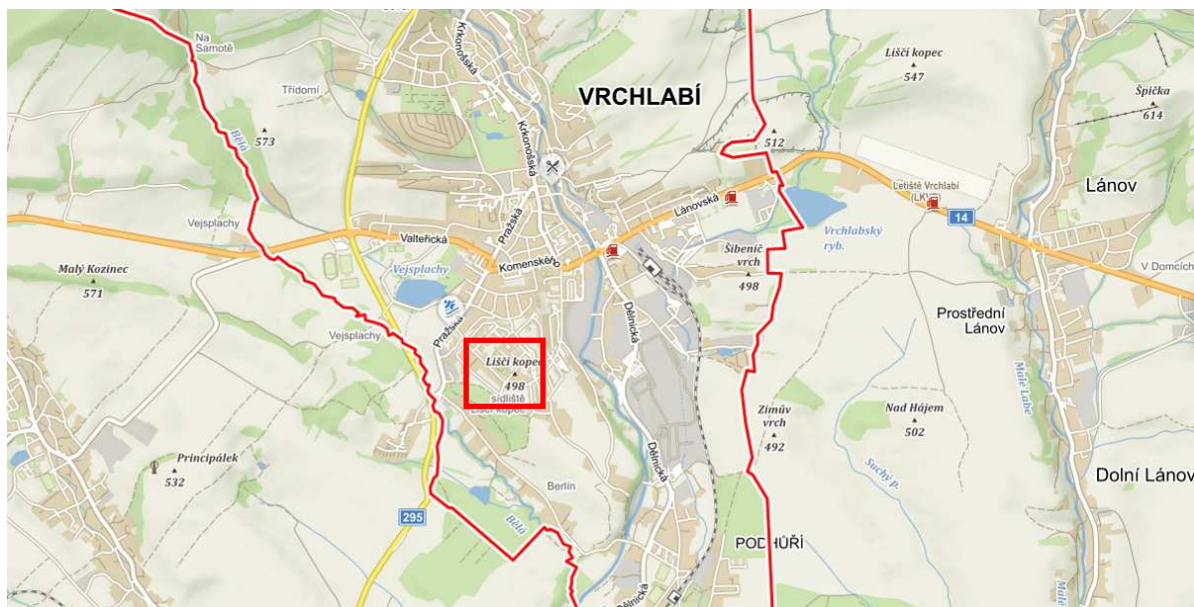 Na
Samotě
Třídomí
Bělá
573
Krkonošská
Krkonošská
VRCHLABÍ
Liščí kopec
547
Špička
614
512
Letiště Vrchlabí
14
Lánov
Lánovská
Vejsplachy
Valteřická
Pražská
Komenského
Vejsplachy
Šibenič
vrch
498
Vrchlabský
ryb.
V Domcích
Malý Kozinec
571
Vejsplachy
Pražská
Dělnická
Prostřední
Lánov
Malé Labe
Liščí kopec
498
sídliště
Liščí kopec
Zimův
vrch
492
Nad Hájem
502
Principálek
532
Dělnická
Suchý p.
Dolní Lánov
Berlín
295
Bělá
PODHŮŘÍ
Dělnická
Malé